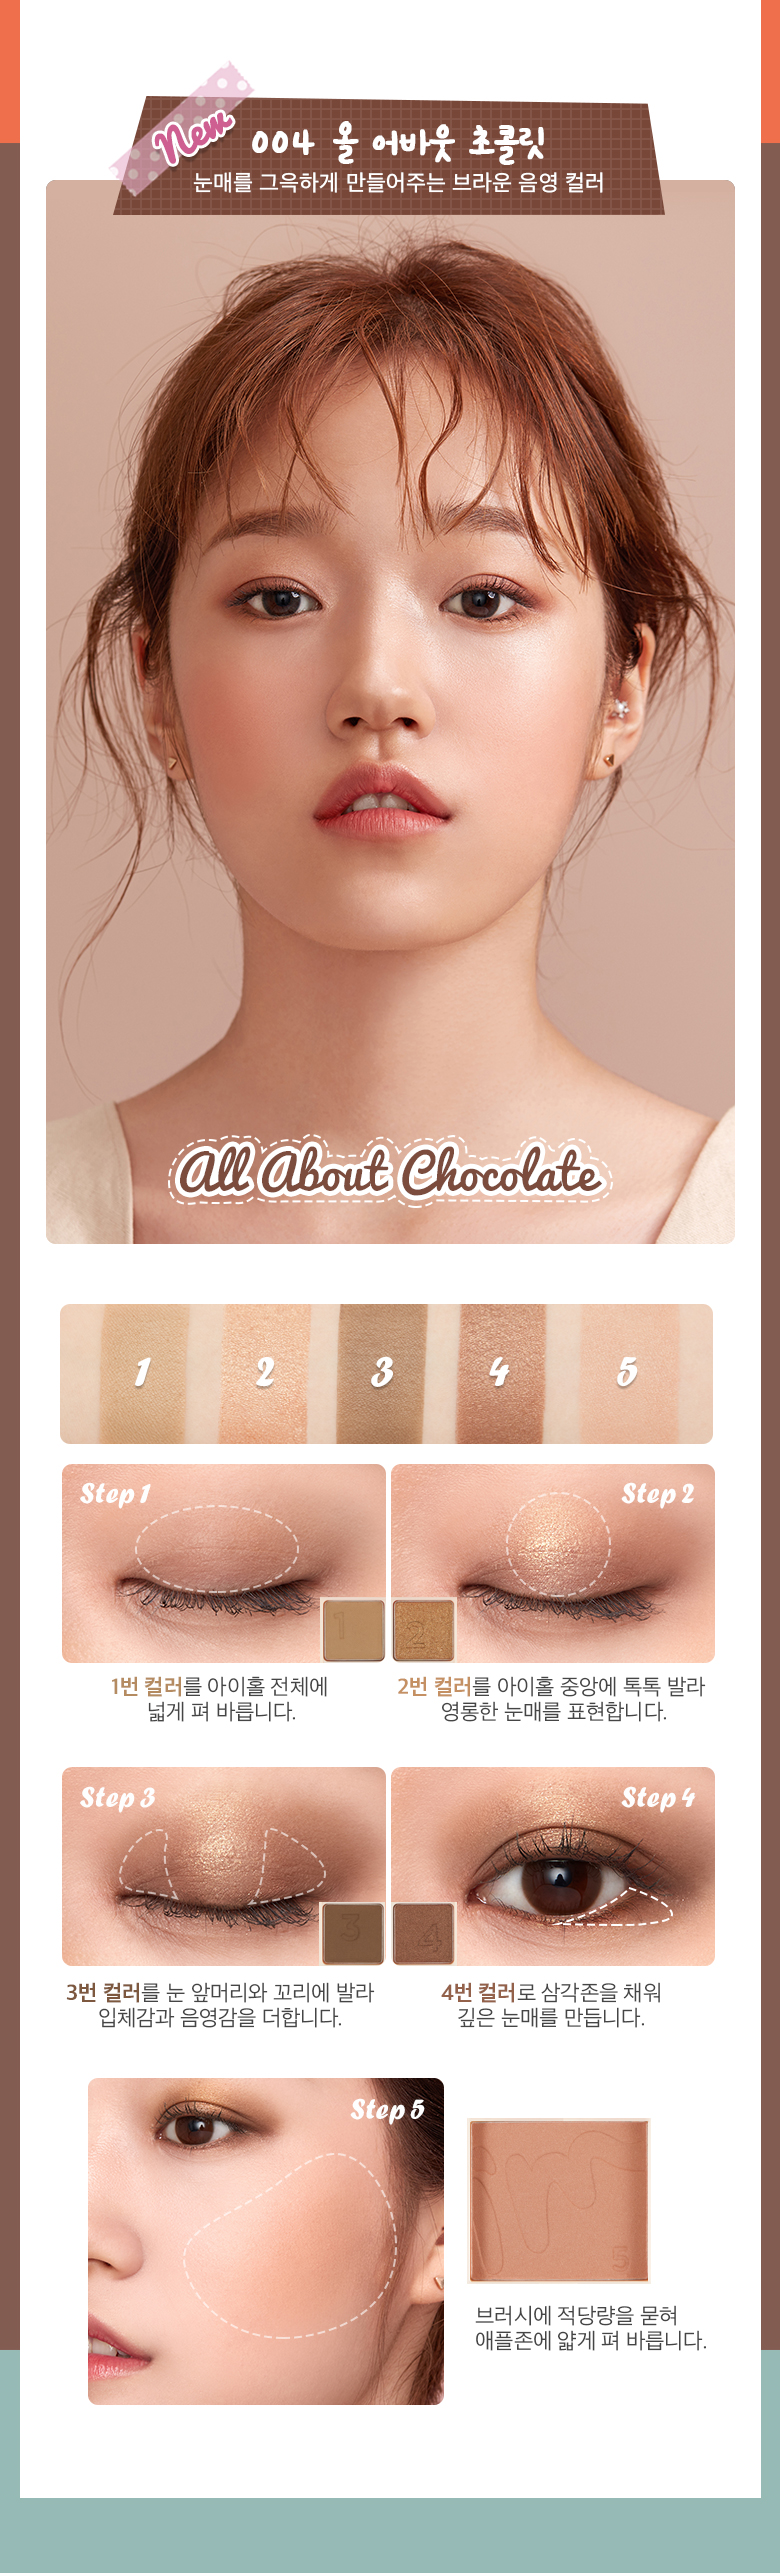 New
004 올 어바웃 초콜릿
눈매를 그윽하게 만들어주는 브라운 음영 컬러
All About Chocolate
1 2 3 4 5
Step 1
1
1번 컬러를 아이홀 전체에
넓게 펴 바릅니다.
Step 2
2
2번 컬러를 아이홀 중앙에 톡톡 발라
영롱한 눈매를 표현합니다.
Step 3
3
3번 컬러를 눈 앞머리와 꼬리에 발라
입체감과 음영감을 더합니다.
Step 4
4
4번 컬러로 삼각존을 채워
깊은 눈매를 만듭니다.
Step 5
5
브러시에 적당량을 묻혀
애플존에 얇게 펴 바릅니다.